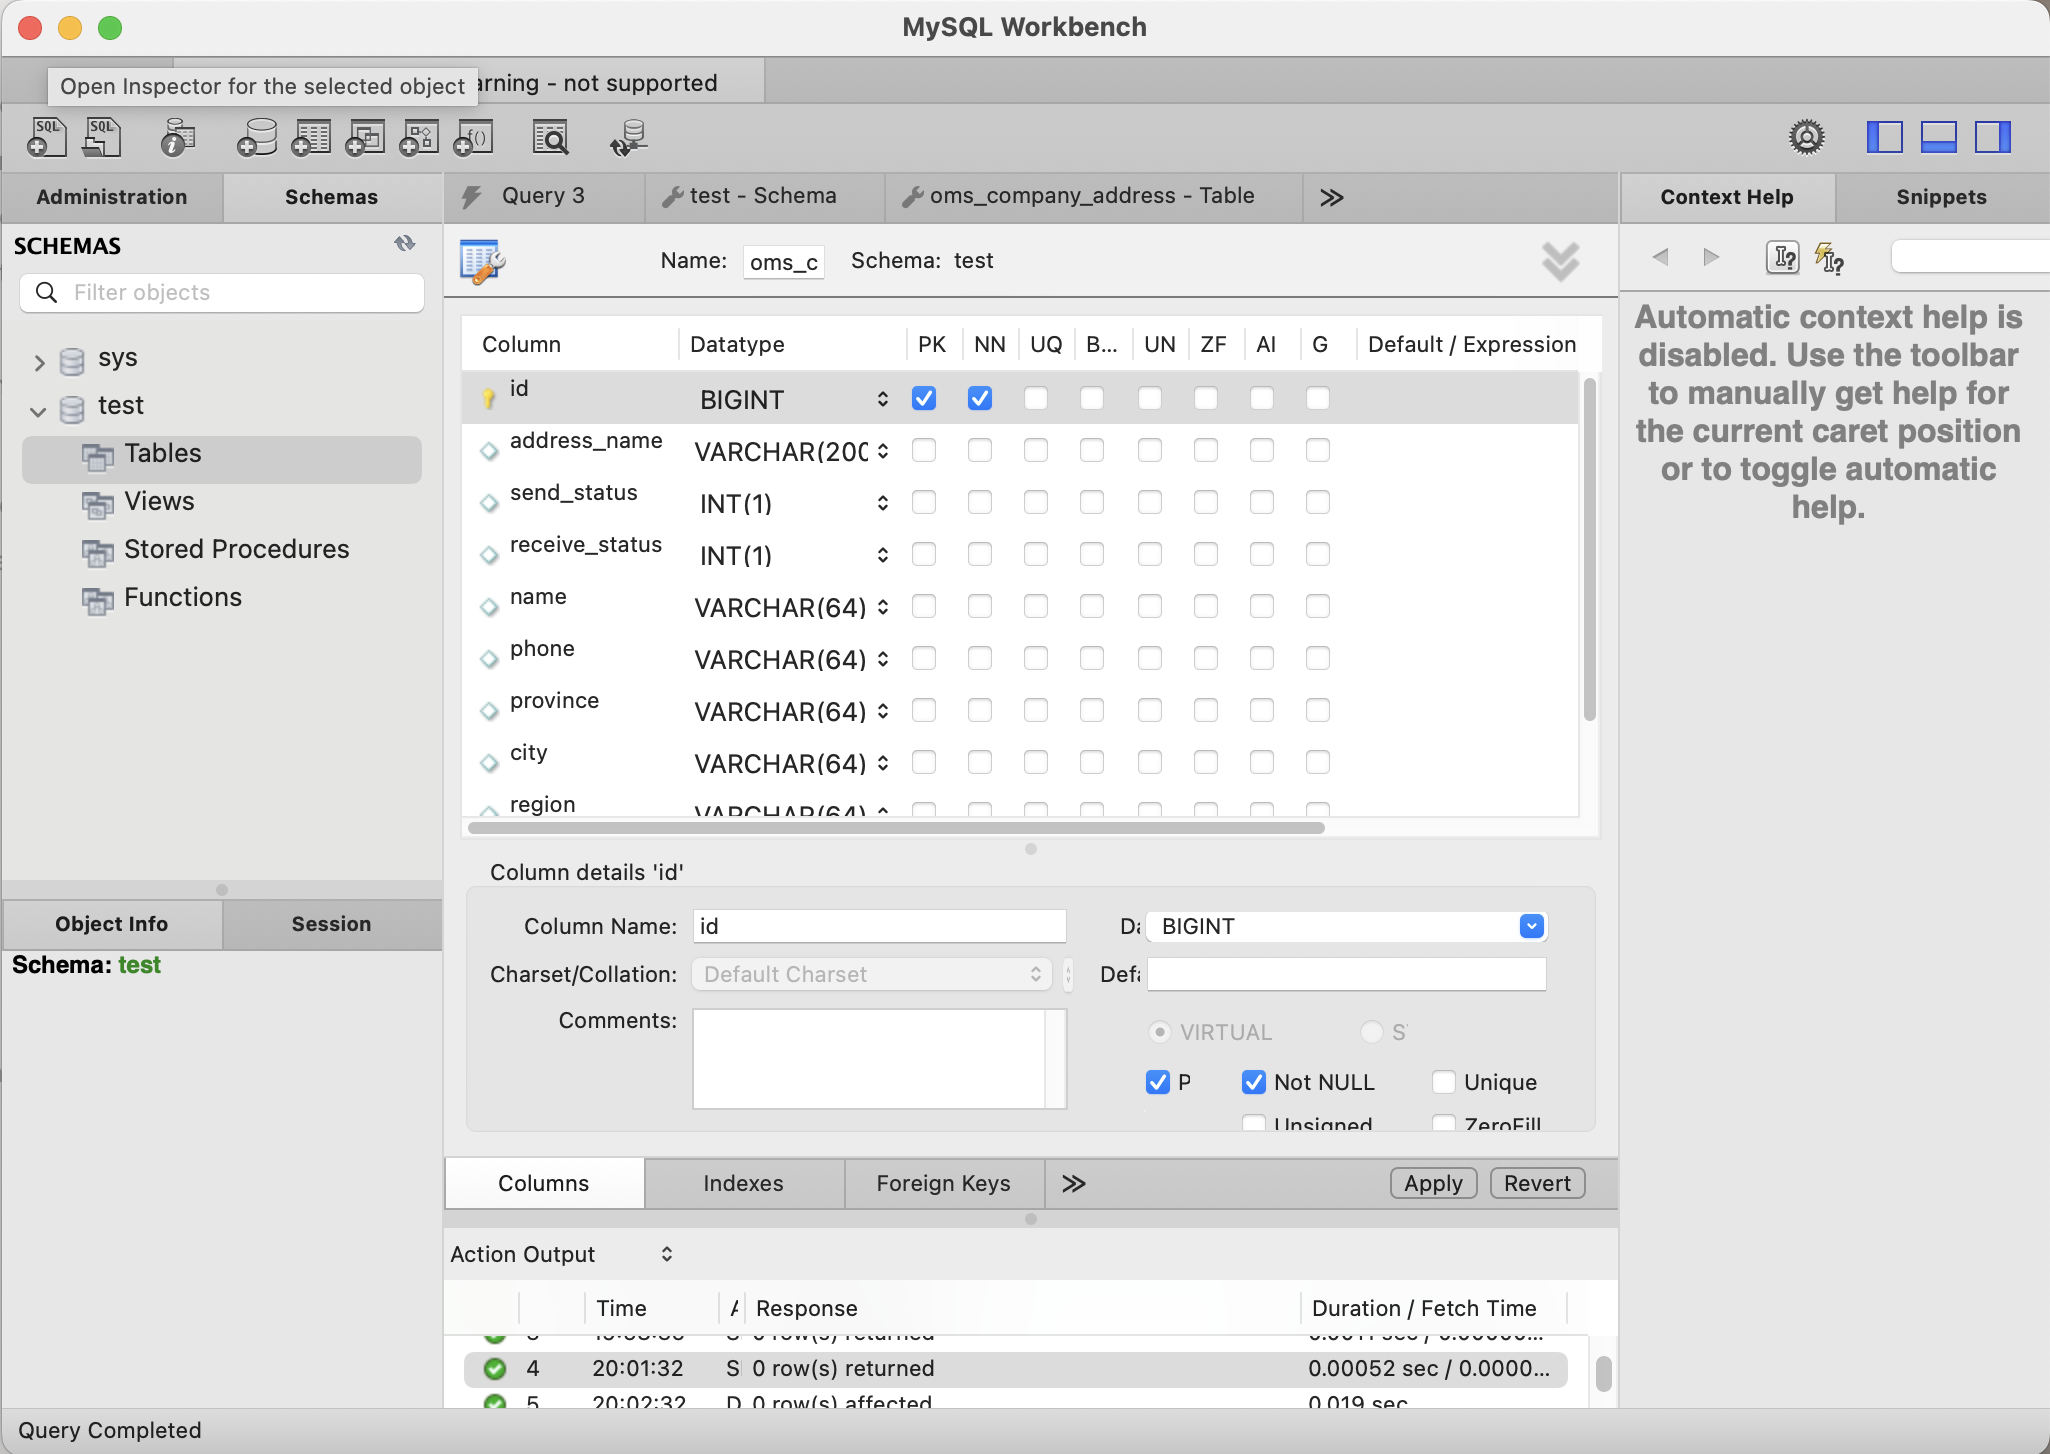 MySQL Workbench
Open Inspector for the selected object
arning - not supported
Administration
Schemas
Query 3
test - Schema
oms_company_address - Table
Context Help
Snippets
SCHEMAS
Filter objects
sys
test
Tables
Views
Stored Procedures
Functions
Object Info
Session
Schema: test
Name: oms_c
Schema: test
Column Datatype PK NN UQ B... UN ZF AI G Default / Expression
id BIGINT
address_name VARCHAR(200
send_status INT(1)
receive_status INT(1)
name VARCHAR(64)
phone VARCHAR(64)
province VARCHAR(64)
city VARCHAR(64)
region VARCHAR(64)
Column details 'id'
Column Name: id
Da BIGINT
Charset/Collation: Default Charset
Defa
Comments:
VIRTUAL S
P Not NULL Unique
Unsigned ZeroFill
Columns Indexes Foreign Keys
Apply Revert
Action Output
Time A Response Duration / Fetch Time
0 row(s) returned
4 20:01:32 S 0 row(s) returned 0.00052 sec / 0.0000...
5 20:02:32 D 0 row(s) affected 0.019 sec
Automatic context help is
disabled. Use the toolbar
to manually get help for
the current caret position
or to toggle automatic
help.
Query Completed